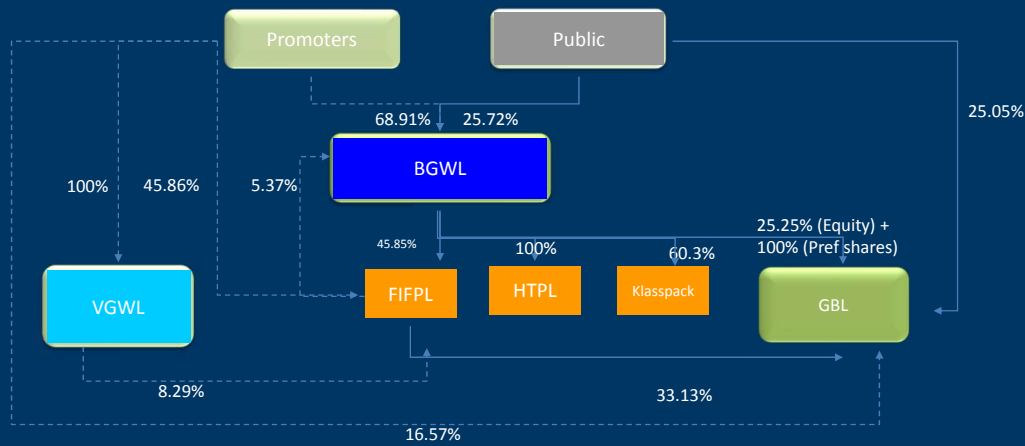 Promoters
Public
25.05%
68.91%
25.72%
BGWL
100%
45.86%
5.37%
25.25% (Equity) +
100% (Pref shares)
45.85%
100%
60.3%
VGWL
FIFPL
HTPL
Klasspack
GBL
8.29%
33.13%
16.57%